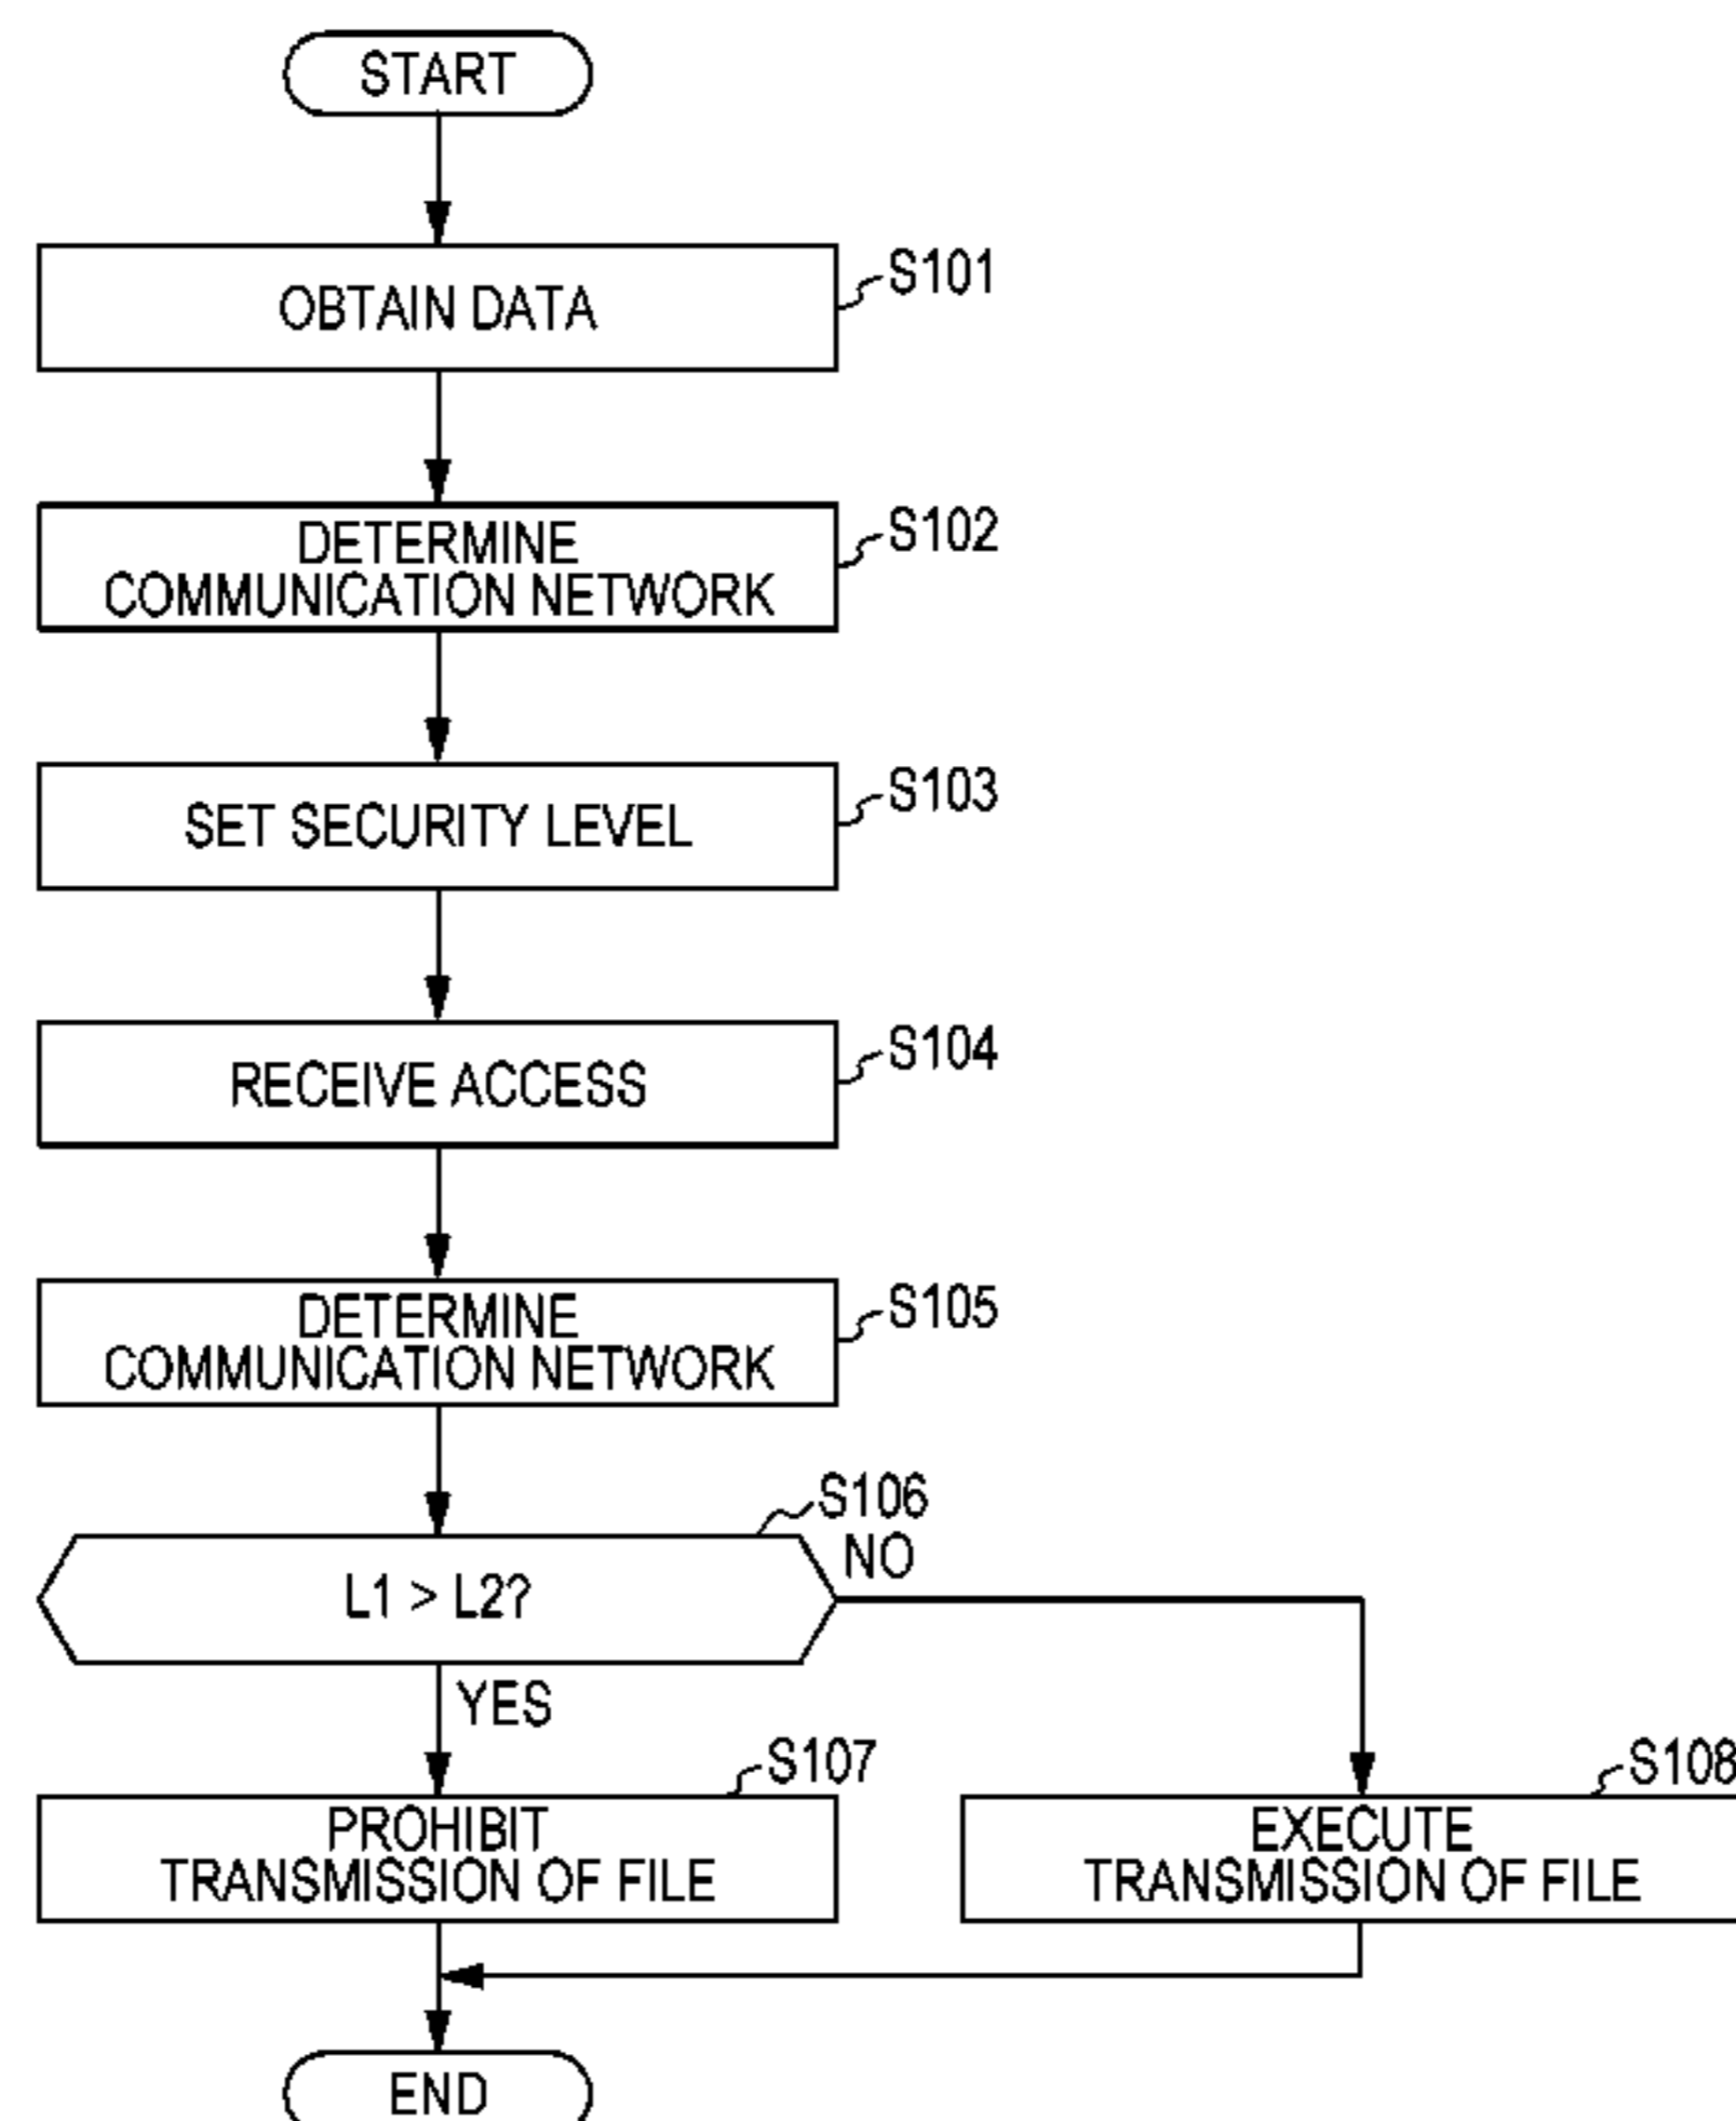 START
OBTAIN DATA
S101
DETERMINE
COMMUNICATION NETWORK
S102
SET SECURITY LEVEL
S103
RECEIVE ACCESS
S104
DETERMINE
COMMUNICATION NETWORK
S105
S106
L1 > L2?
NO
YES
S107
PROHIBIT
TRANSMISSION OF FILE
S108
EXECUTE
TRANSMISSION OF FILE
END